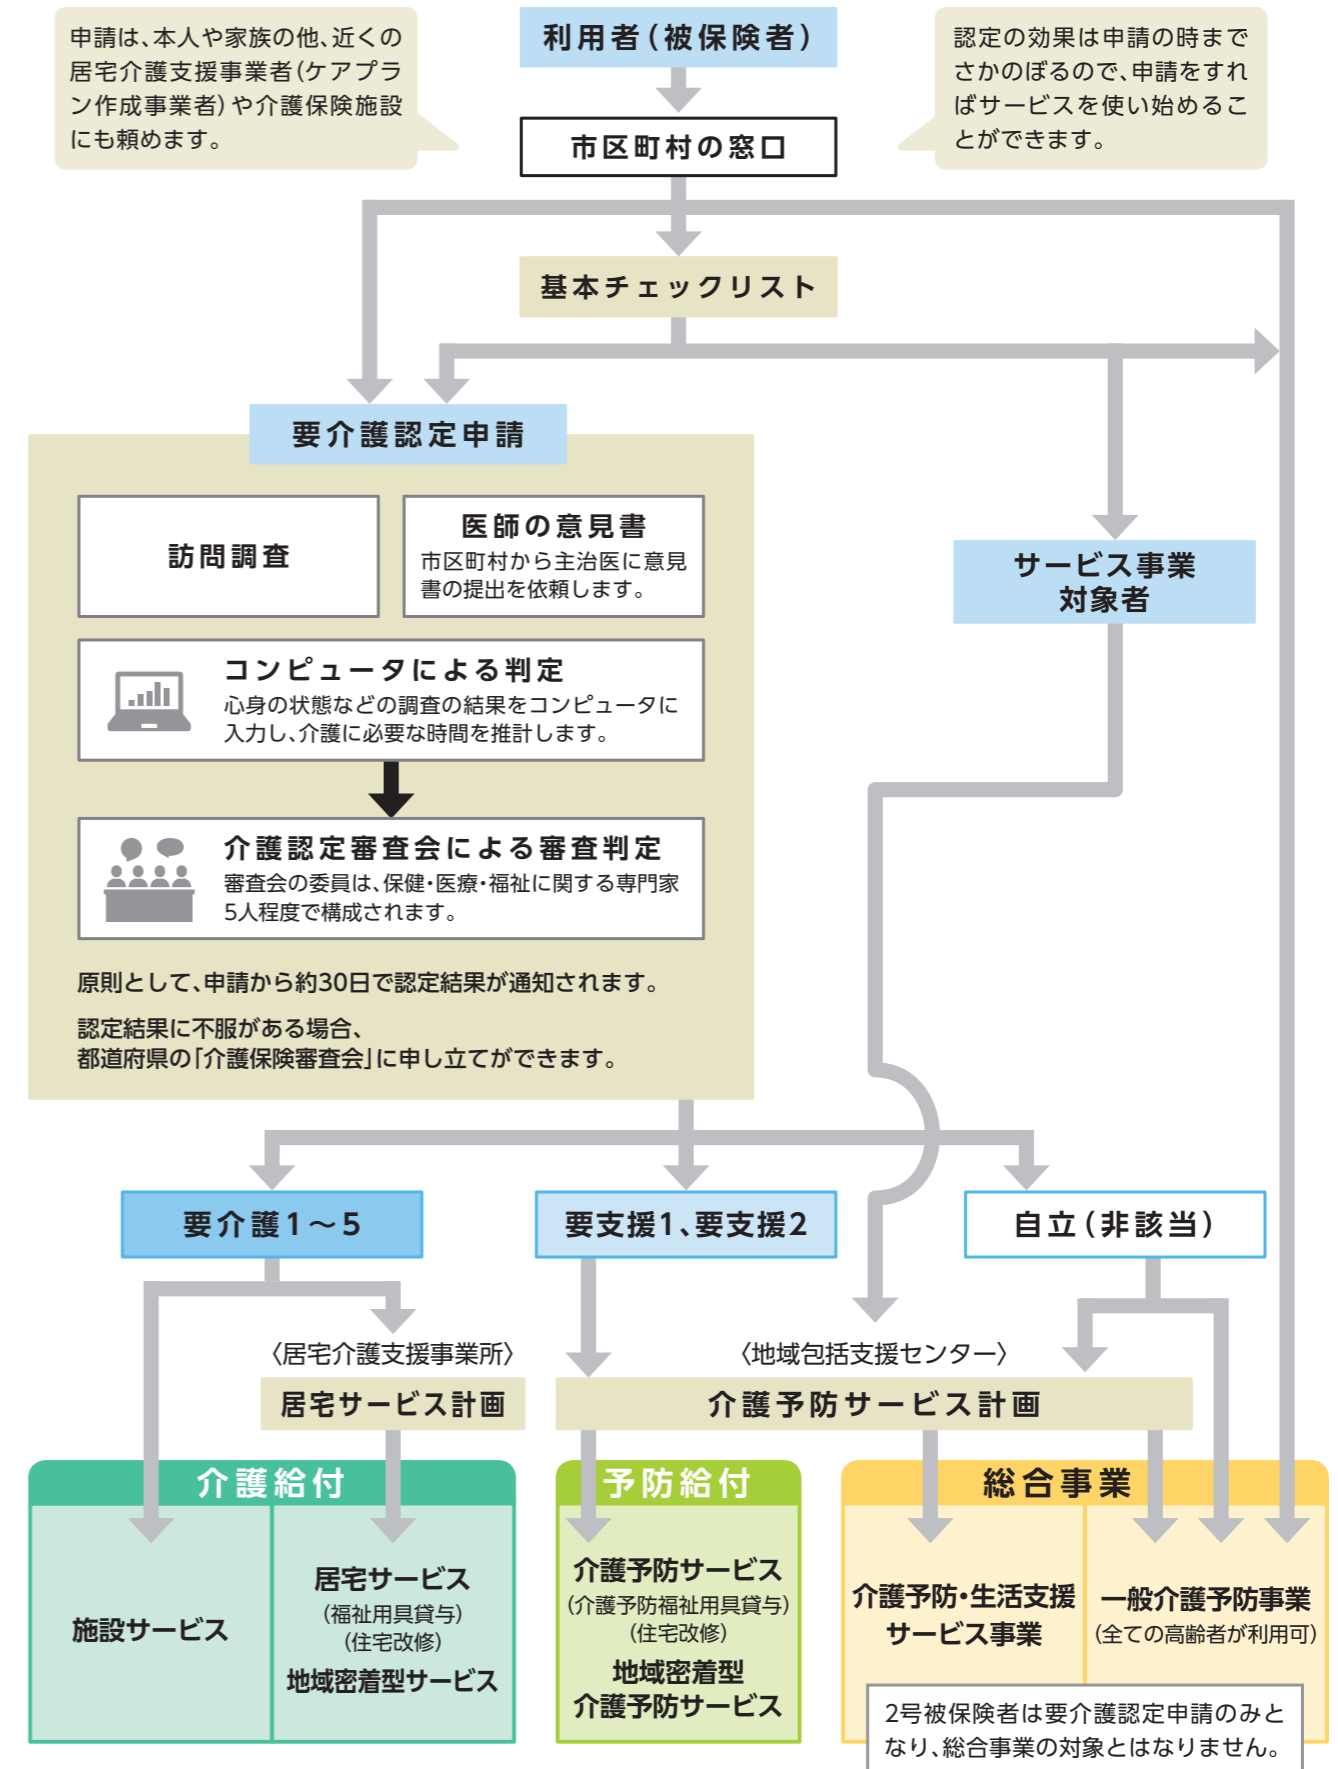 申請は、本人や家族の他、近くの
居宅介護支援事業者(ケアプラ
ン作成事業者)や介護保険施設
にも頼めます。
利用者(被保険者)
認定の効果は申請の時まで
さかのぼるので、申請をすれ
ばサービスを使い始めるこ
とができます。
市区町村の窓口
基本チェックリスト
要介護認定申請
訪問調査
医師の意見書
市区町村から主治医に意見
書の提出を依頼します。
サービス事業
対象者
コンピュータによる判定
心身の状態などの調査の結果をコンピュータに
入力し、介護に必要な時間を推計します。
介護認定審査会による審査判定
審査会の委員は、保健・医療・福祉に関する専門家
5人程度で構成されます。
原則として、申請から約30日で認定結果が通知されます。
認定結果に不服がある場合、
都道府県の「介護保険審査会」に申し立てができます。
要介護1〜5
要支援1、要支援2
自立(非該当)
〈居宅介護支援事業所〉
〈地域包括支援センター〉
居宅サービス計画
介護予防サービス計画
介護給付
予防給付
総合事業
施設サービス
居宅サービス
(福祉用具貸与)
(住宅改修)
地域密着型サービス
介護予防サービス
(介護予防福祉用具貸与)
(住宅改修)
地域密着型
介護予防サービス
介護予防・生活支援
サービス事業
一般介護予防事業
(全ての高齢者が利用可)
2号被保険者は要介護認定申請のみと
なり、総合事業の対象とはなりません。